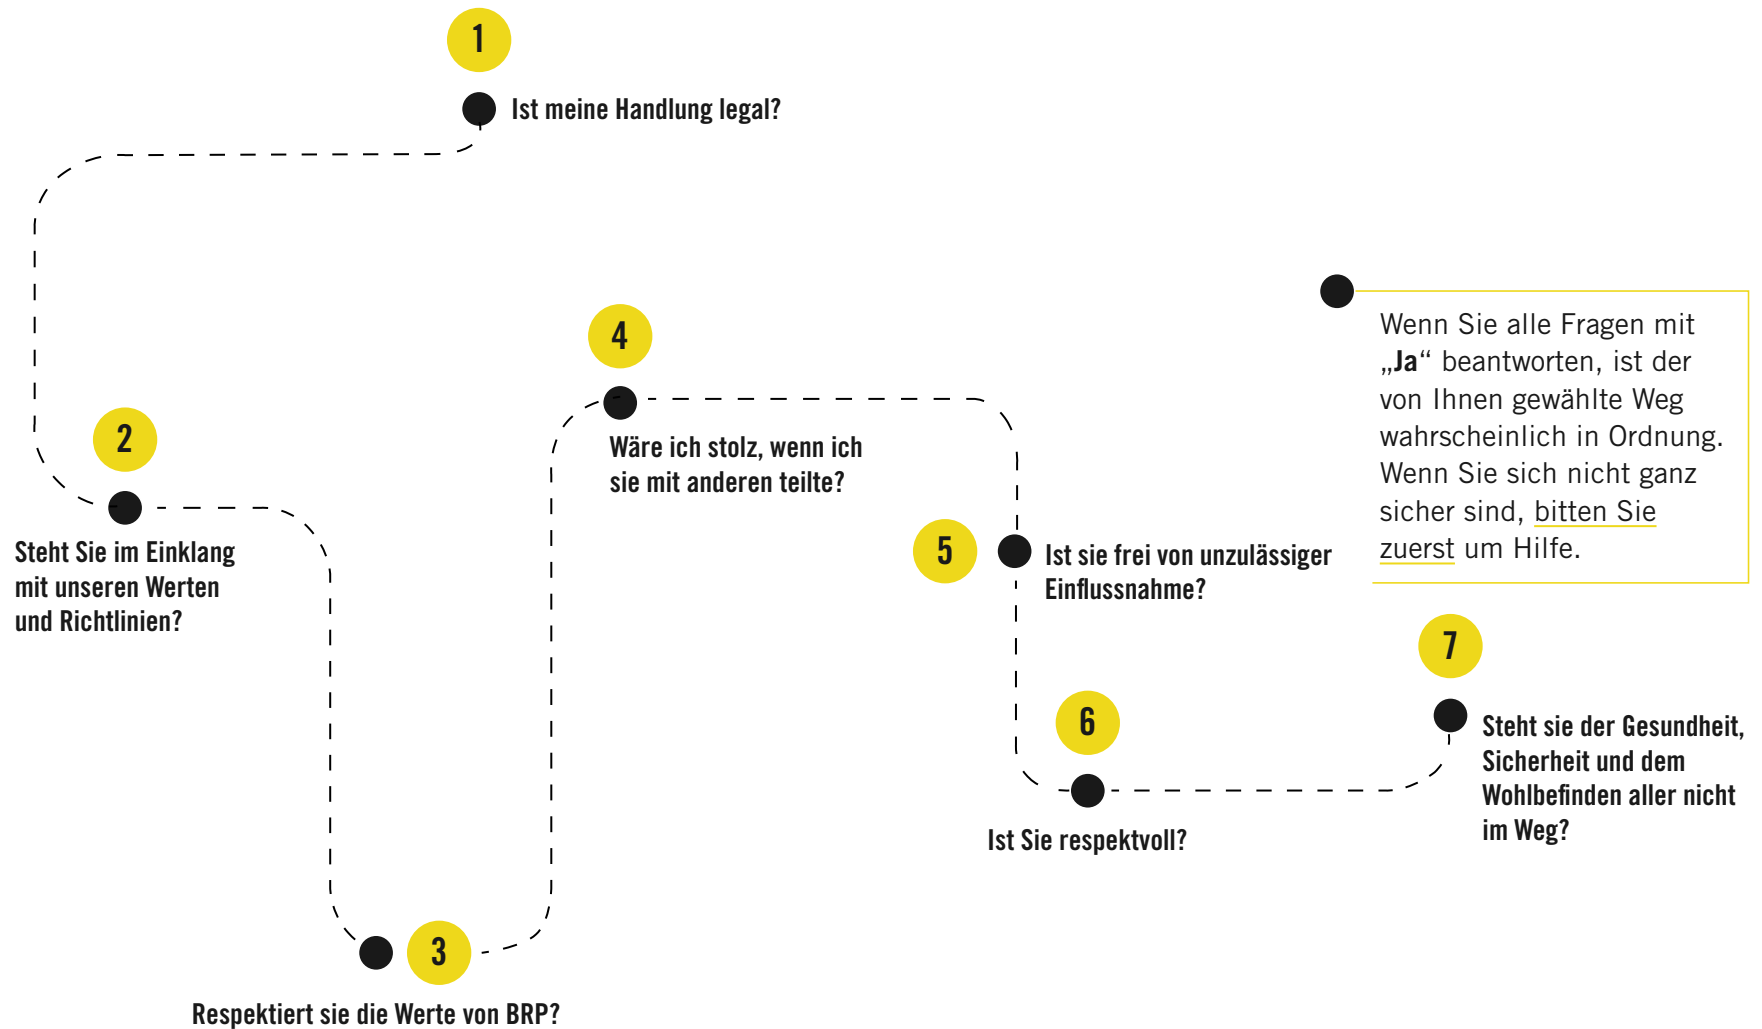 1
Ist meine Handlung legal?
2
Steht Sie im Einklang
mit unseren Werten
und Richtlinien?
3
Respektiert sie die Werte von BRP?
4
Wäre ich stolz, wenn ich
sie mit anderen teilte?
5
Ist sie frei von unzulässiger
Einflussnahme?
6
Ist Sie respektvoll?
7
Steht sie der Gesundheit,
Sicherheit und dem
Wohlbefinden aller nicht
im Weg?
Wenn Sie alle Fragen mit
„Ja“ beantworten, ist der
von Ihnen gewählte Weg
wahrscheinlich in Ordnung.
Wenn Sie sich nicht ganz
sicher sind, bitten Sie
zuerst um Hilfe.